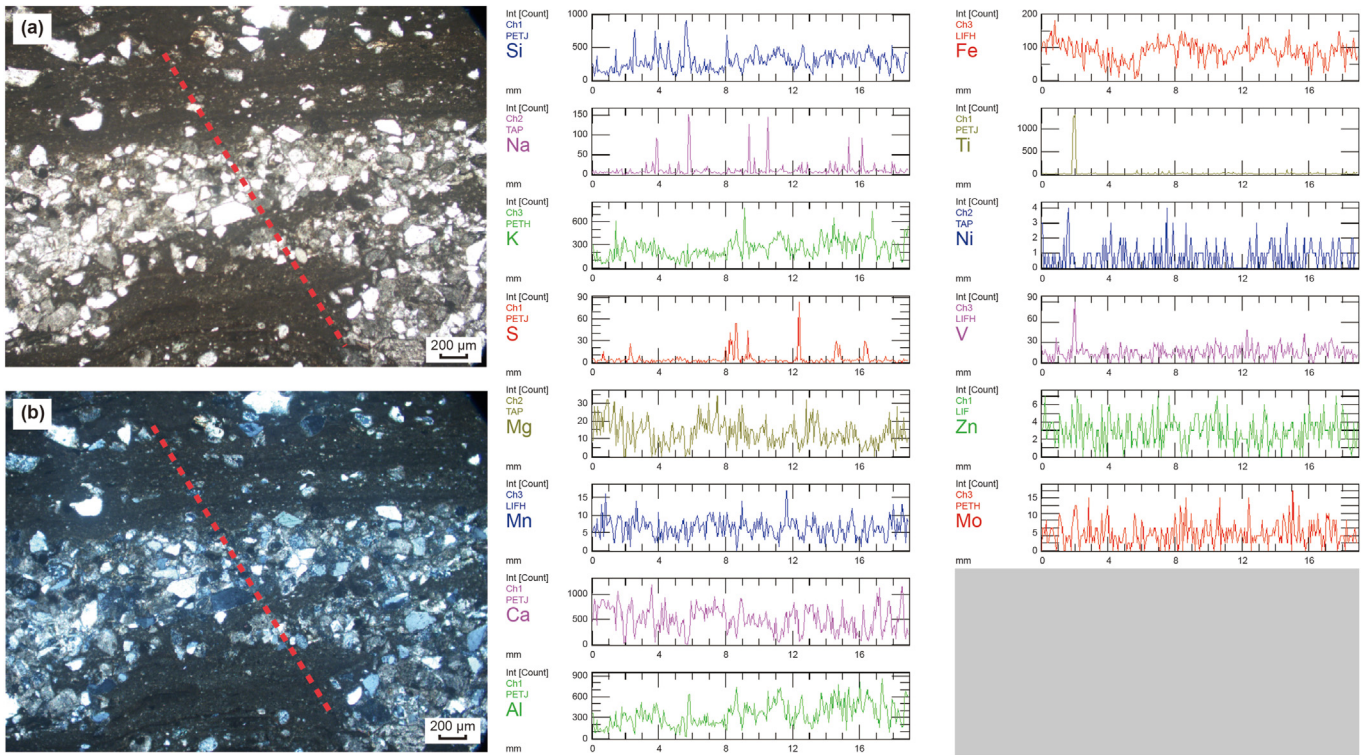 (a)
200 µm
(b)
200 µm
Int [Count]
Ch1
PETJ
Si
1000
500
0
mm
0 4 8 12 16
Int [Count]
Ch2
TAP
Na
150
100
50
0
mm
0 4 8 12 16
Int [Count]
Ch3
PETH
K
600
300
0
mm
0 4 8 12 16
Int [Count]
Ch1
PETJ
S
90
60
30
0
mm
0 4 8 12 16
Int [Count]
Ch2
TAP
Mg
30
20
10
0
mm
0 4 8 12 16
Int [Count]
Ch3
LIFH
Mn
15
10
5
0
mm
0 4 8 12 16
Int [Count]
Ch1
PETJ
Ca
1000
500
0
mm
0 4 8 12 16
Int [Count]
Ch1
PETJ
Al
900
600
300
0
mm
0 4 8 12 16
Int [Count]
Ch3
LIFH
Fe
200
150
100
50
0
mm
0 4 8 12 16
Int [Count]
Ch1
PETJ
Ti
1000
500
0
mm
0 4 8 12 16
Int [Count]
Ch2
TAP
Ni
4
3
2
1
0
mm
0 4 8 12 16
Int [Count]
Ch3
LIFH
V
90
60
30
0
mm
0 4 8 12 16
Int [Count]
Ch1
LIF
Zn
6
4
2
0
mm
0 4 8 12 16
Int [Count]
Ch3
PETH
Mo
15
10
5
0
mm
0 4 8 12 16